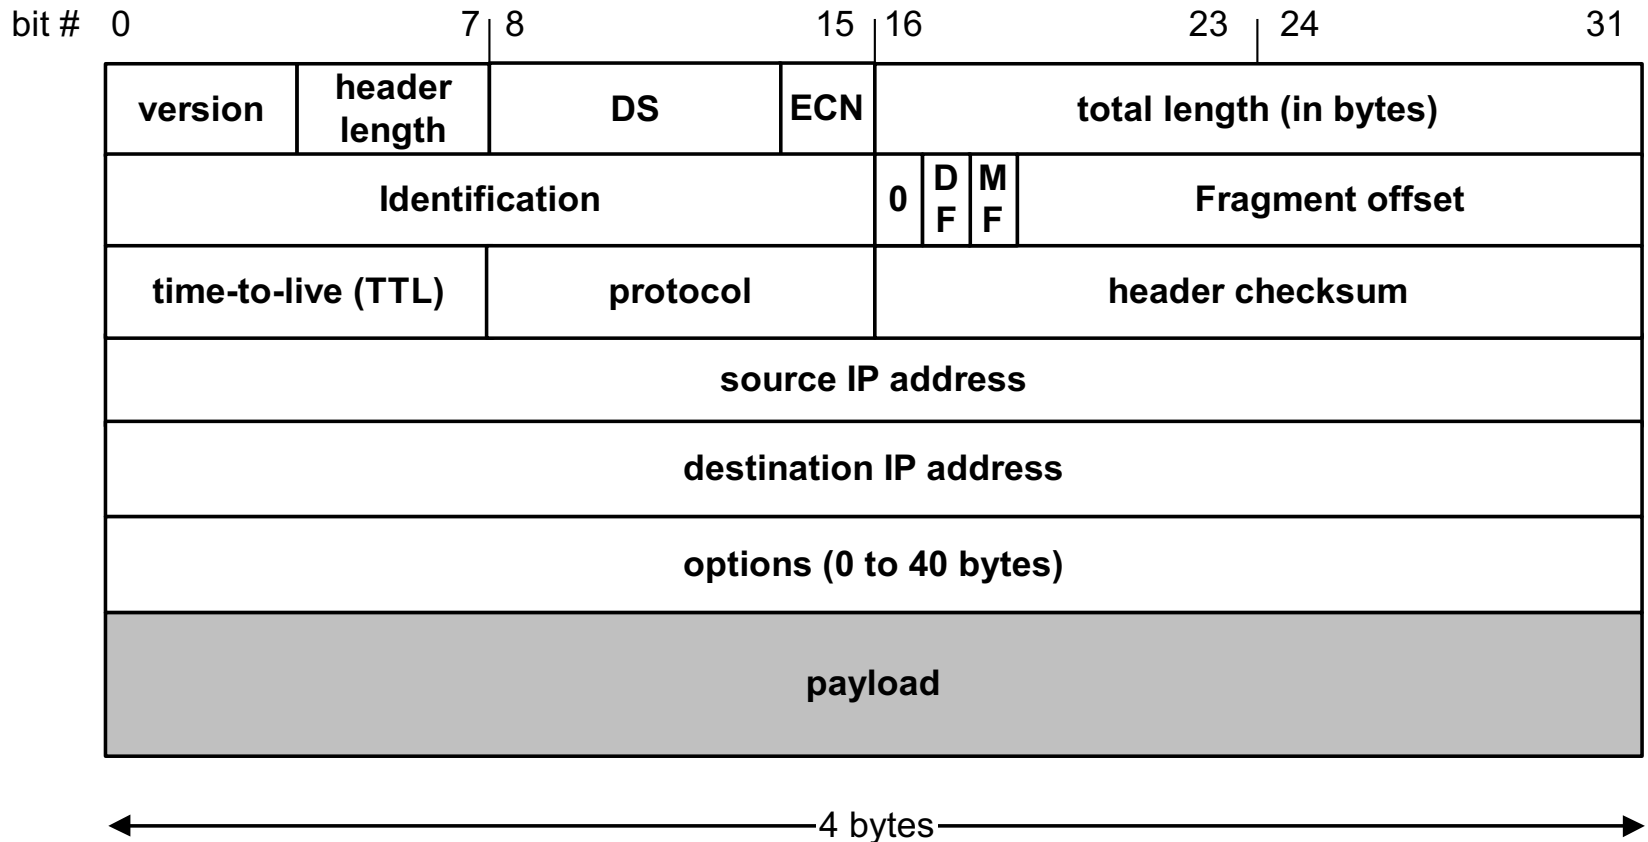 bit # 0 7 8 15 16 23 24 31
version header length DS ECN total length (in bytes)
Identification 0 DF MF Fragment offset
time-to-live (TTL) protocol header checksum
source IP address
destination IP address
options (0 to 40 bytes)
payload
4 bytes